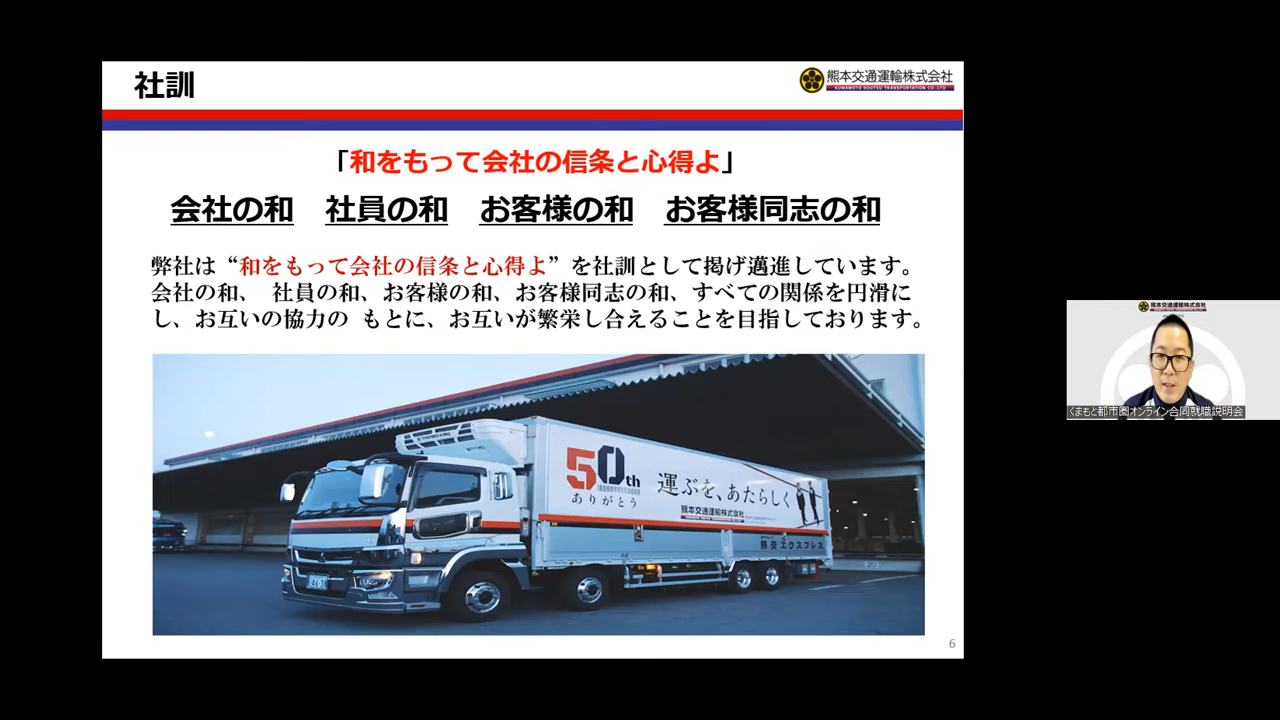 社訓
熊本交通運輸株式会社
KUMAMOTO KOUTSU TRANSPORTATION CO.,LTD
「和をもって会社の信条と心得よ」
会社の和　社員の和　お客様の和　お客様同志の和
弊社は“和をもって会社の信条と心得よ”を社訓として掲げ邁進しています。
会社の和、 社員の和、お客様の和、お客様同志の和、すべての関係を円滑に
し、お互いの協力の もとに、お互いが繁栄し合えることを目指しております。
THERMO KING
50th
ありがとう
運ぶを、あたらしく
熊本交通運輸株式会社
熊交エクスプレス
6
熊本交通運輸株式会社
くまもと都市圏オンライン合同就職説明会